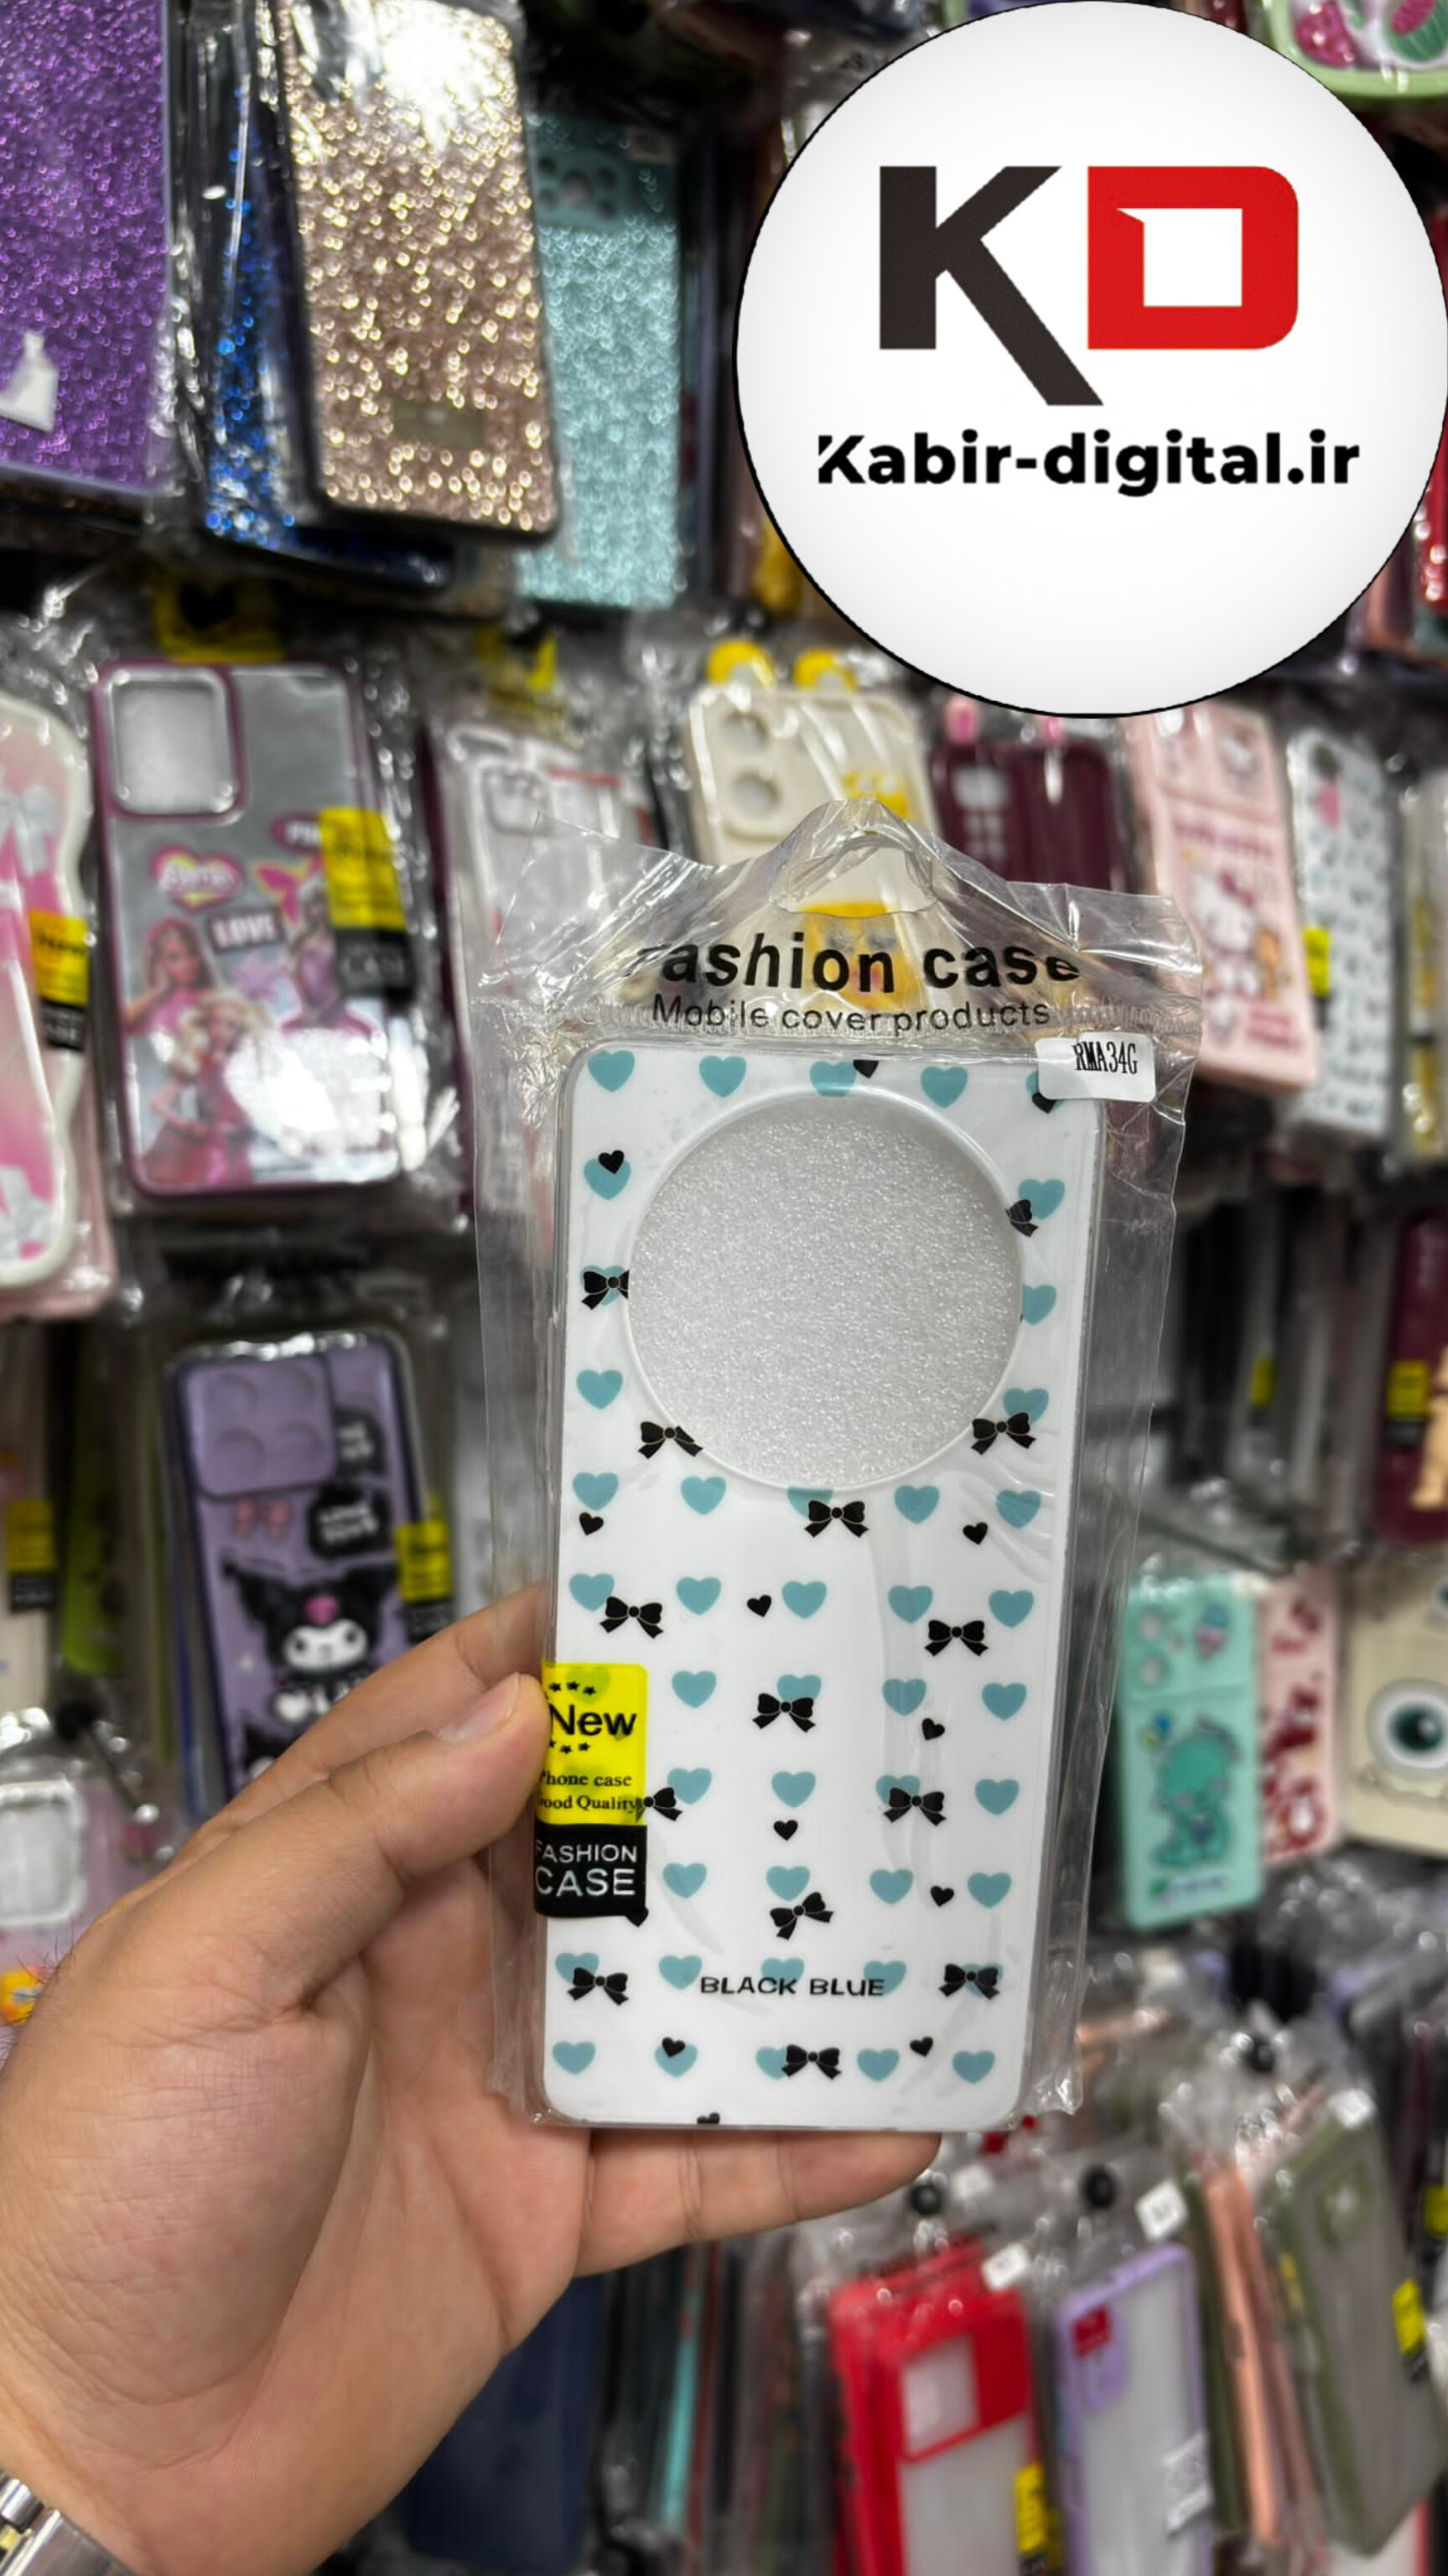 KD
Kabir-digital.ir
Fashion case
Mobile cover products
RMA34G
New
Phone case
Good Quality
FASHION
CASE
BLACK BLUE
LOVE